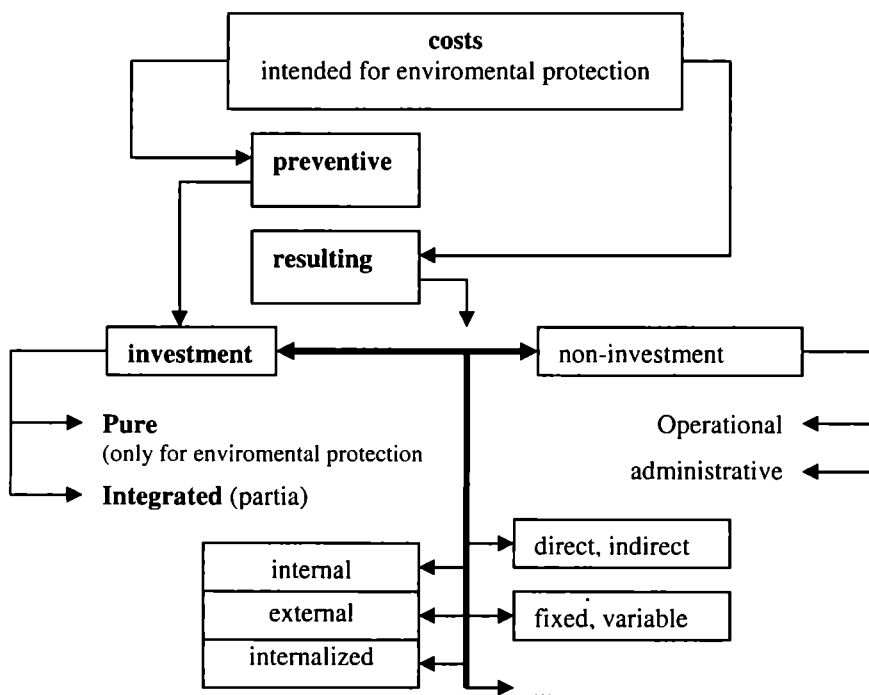 costs
intended for enviromental protection
preventive
resulting
investment
non-investment
Pure
(only for enviromental protection
Integrated (partia)
Operational
administrative
internal
external
internalized
direct, indirect
fixed, variable
...